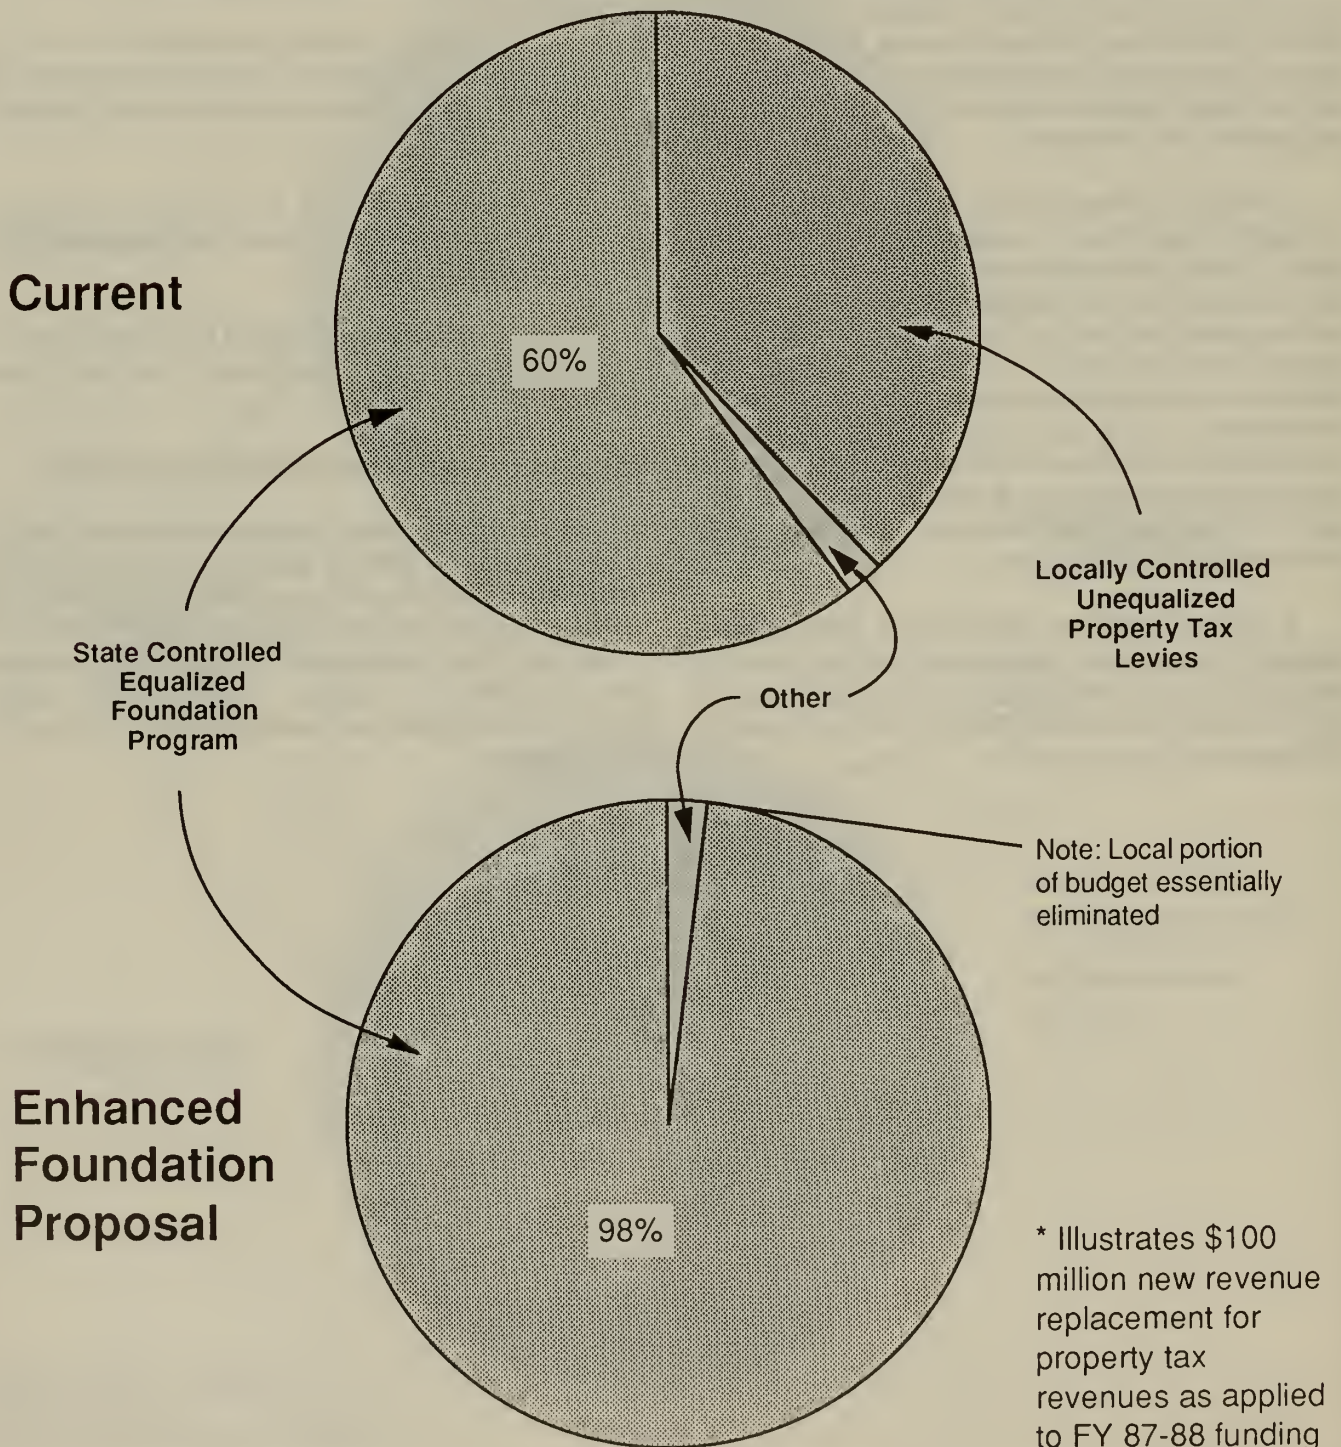 Current
60%
Locally Controlled
Unequalized
Property Tax
Levies
State Controlled
Equalized
Foundation
Program
Other
Note: Local portion
of budget essentially
eliminated
Enhanced
Foundation
Proposal
98%
* Illustrates $100
million new revenue
replacement for
property tax
revenues as applied
to FY 87-88 funding